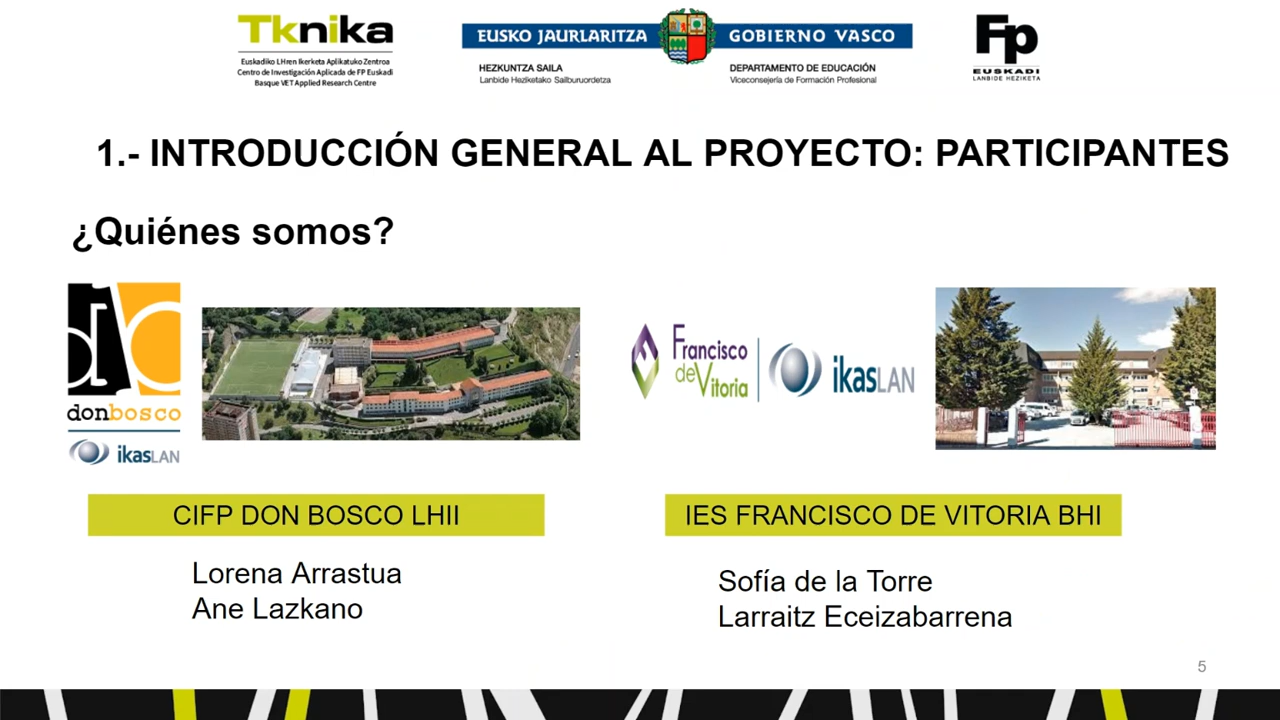 Tknika
Euskadiko LHren Ikerketa Aplikatuko Zentroa
Centro de Investigación Aplicada de FP Euskadi
Basque VET Applied Research Centre
EUSKO JAURLARITZA
GOBIERNO VASCO
HEZKUNTZA SAILA
Lanbide Heziketako Sailburuordetza
DEPARTAMENTO DE EDUCACIÓN
Viceconsejería de Formación Profesional
Fp
EUSKADI
LANBIDE HEZIKETA
1.- INTRODUCCIÓN GENERAL AL PROYECTO: PARTICIPANTES
¿Quiénes somos?
db
donbosco
ikasLAN
Francisco
deVitoria
ikasLAN
CIFP DON BOSCO LHII
Lorena Arrastua
Ane Lazkano
IES FRANCISCO DE VITORIA BHI
Sofía de la Torre
Larraitz Eceizabarrena
5